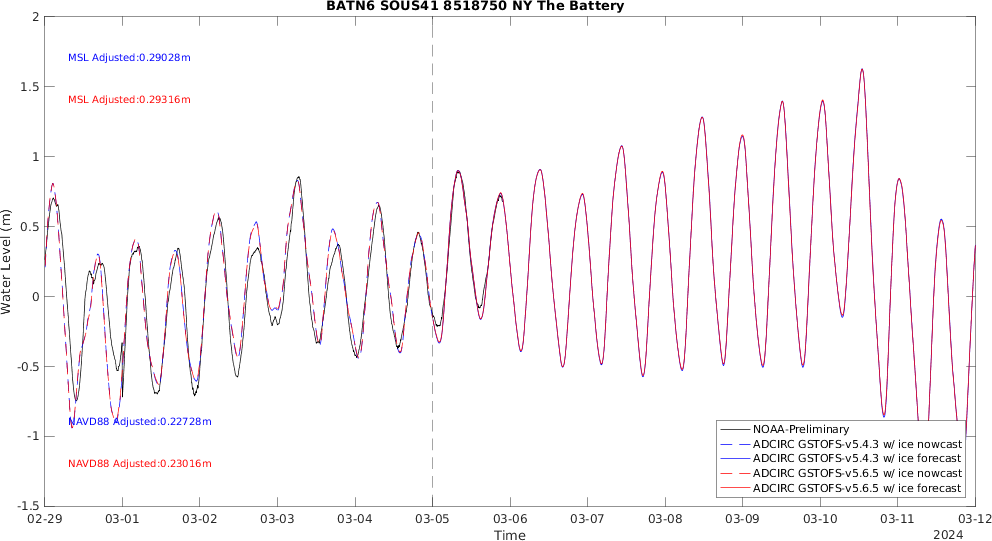 BATN6 SOUS41 8518750 NY The Battery
2
1.5
1
0.5
0
-0.5
-1
-1.5
Water Level (m)
MSL Adjusted:0.29028m
MSL Adjusted:0.29316m
NAVD88 Adjusted:0.22728m
NAVD88 Adjusted:0.23016m
NOAA-Preliminary
ADCIRC GSTOFS-v5.4.3 w/ ice nowcast
ADCIRC GSTOFS-v5.4.3 w/ ice forecast
ADCIRC GSTOFS-v5.6.5 w/ ice nowcast
ADCIRC GSTOFS-v5.6.5 w/ ice forecast
02-29 03-01 03-02 03-03 03-04 03-05 03-06 03-07 03-08 03-09 03-10 03-11 03-12
Time
2024